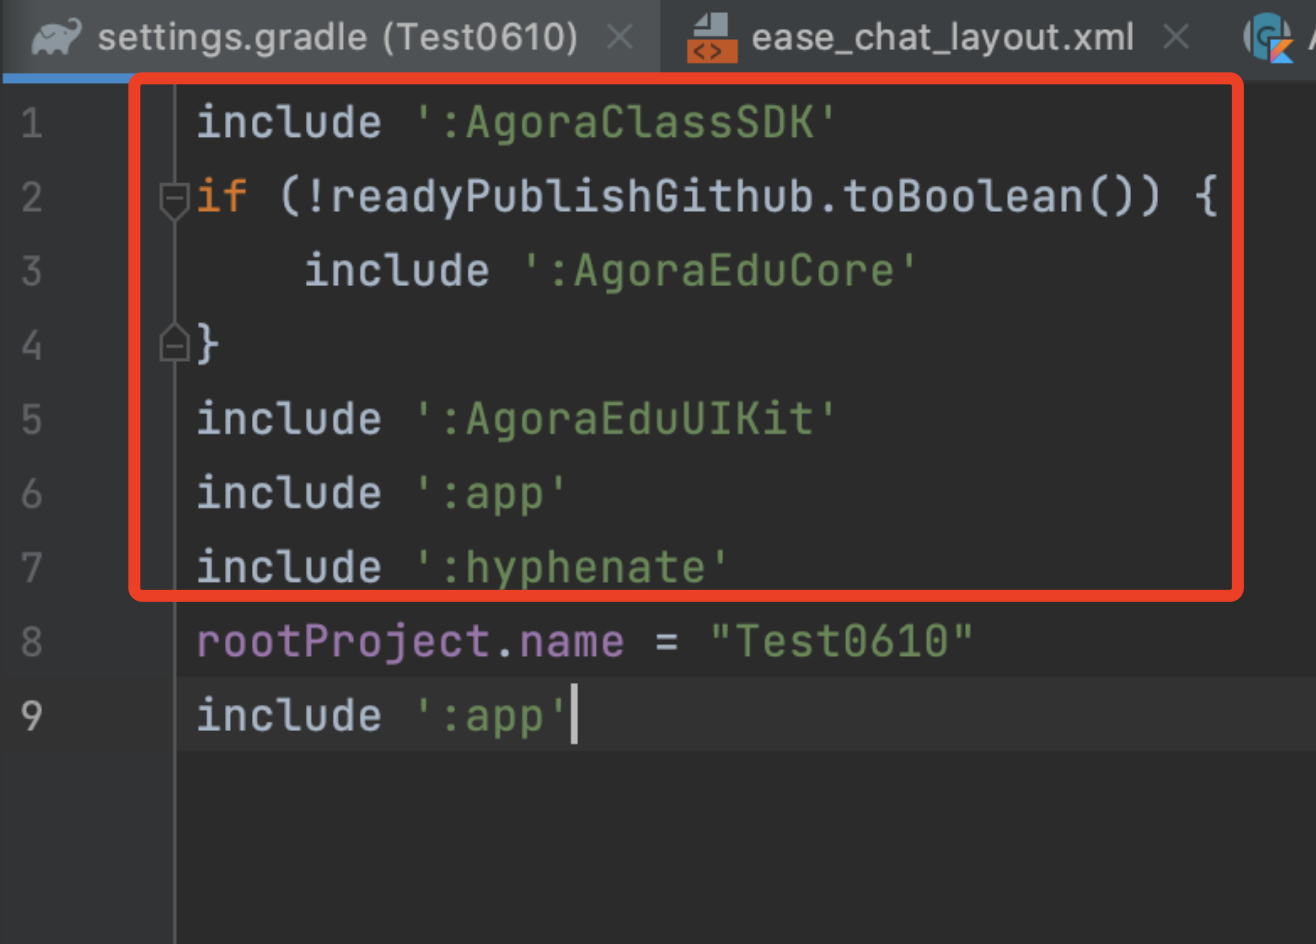 settings.gradle (Test0610) ease_chat_layout.xml
1 include ':AgoraClassSDK'
2 if (!readyPublishGithub.toBoolean()) {
3     include ':AgoraEduCore'
4 }
5 include ':AgoraEduUIKit'
6 include ':app'
7 include ':hyphenate'
8 rootProject.name = "Test0610"
9 include ':app'